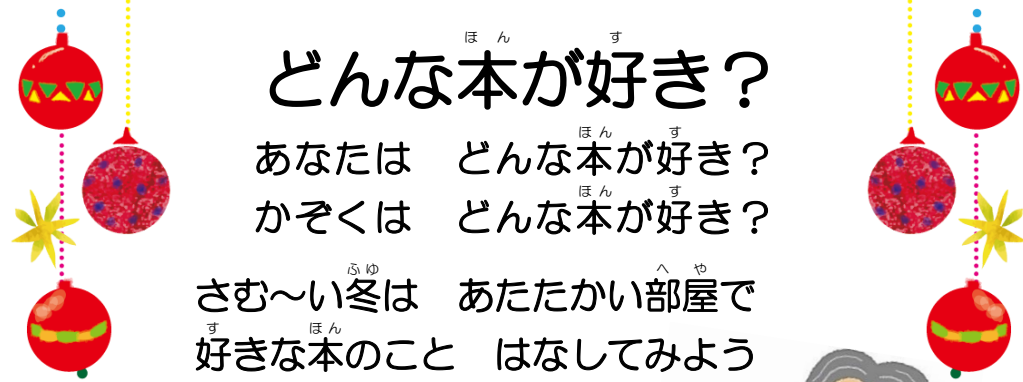 どんな本が好き？
あなたは　どんな本が好き？
かぞくは　どんな本が好き？
さむ～い冬は　あたたかい部屋で
好きな本のこと　はなしてみよう